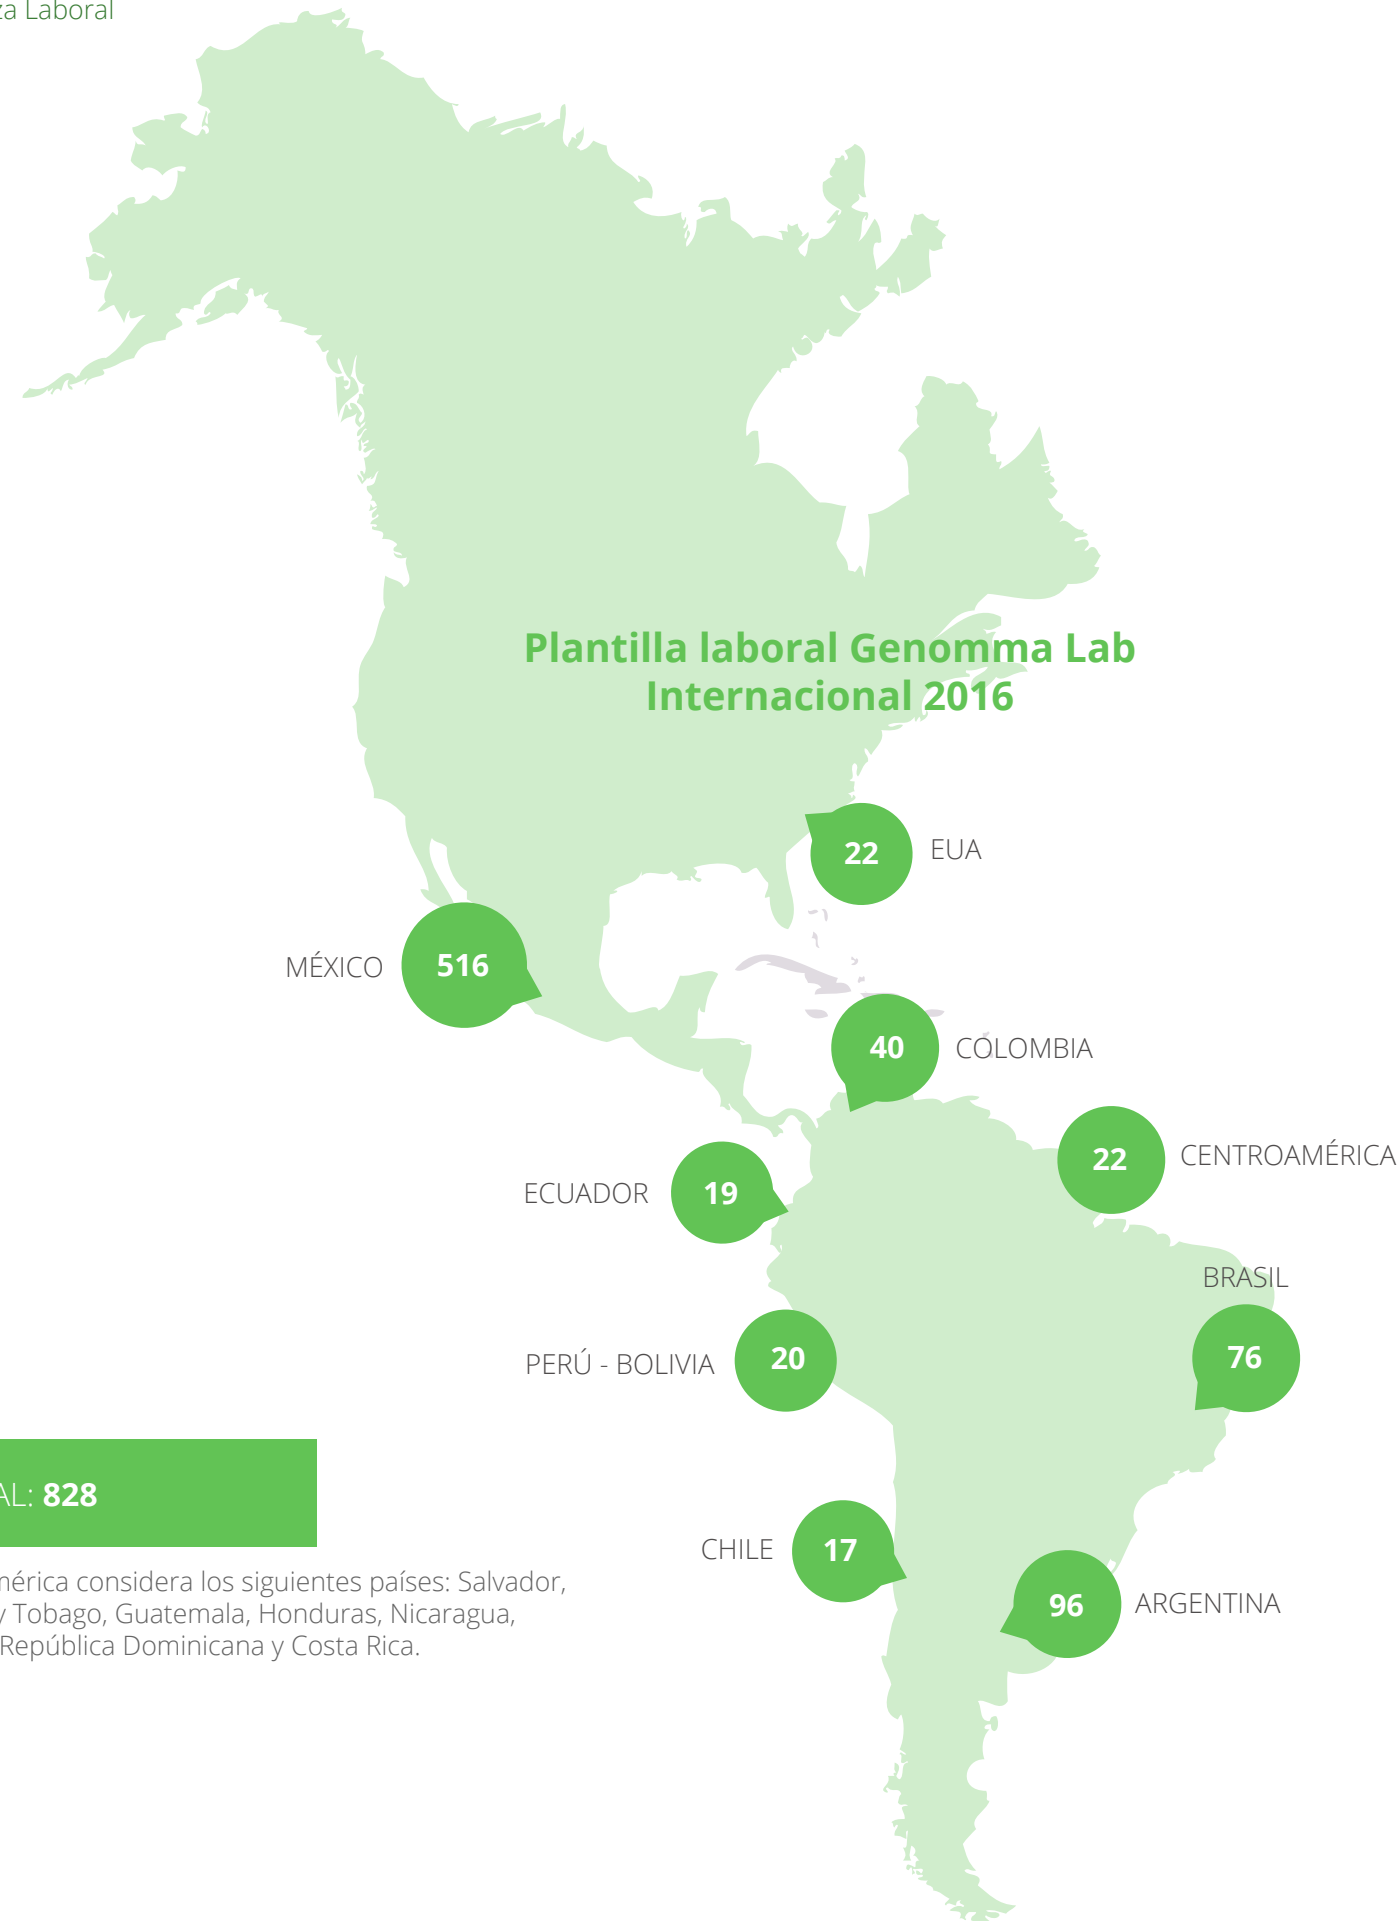 za Laboral
Plantilla laboral Genomma Lab
Internacional 2016
22 EUA
MÉXICO 516
40 COLOMBIA
22 CENTROAMÉRICA
ECUADOR 19
BRASIL
76
PERÚ - BOLIVIA 20
AL: 828
CHILE 17
96 ARGENTINA
mérica considera los siguientes países: Salvador,
y Tobago, Guatemala, Honduras, Nicaragua,
República Dominicana y Costa Rica.